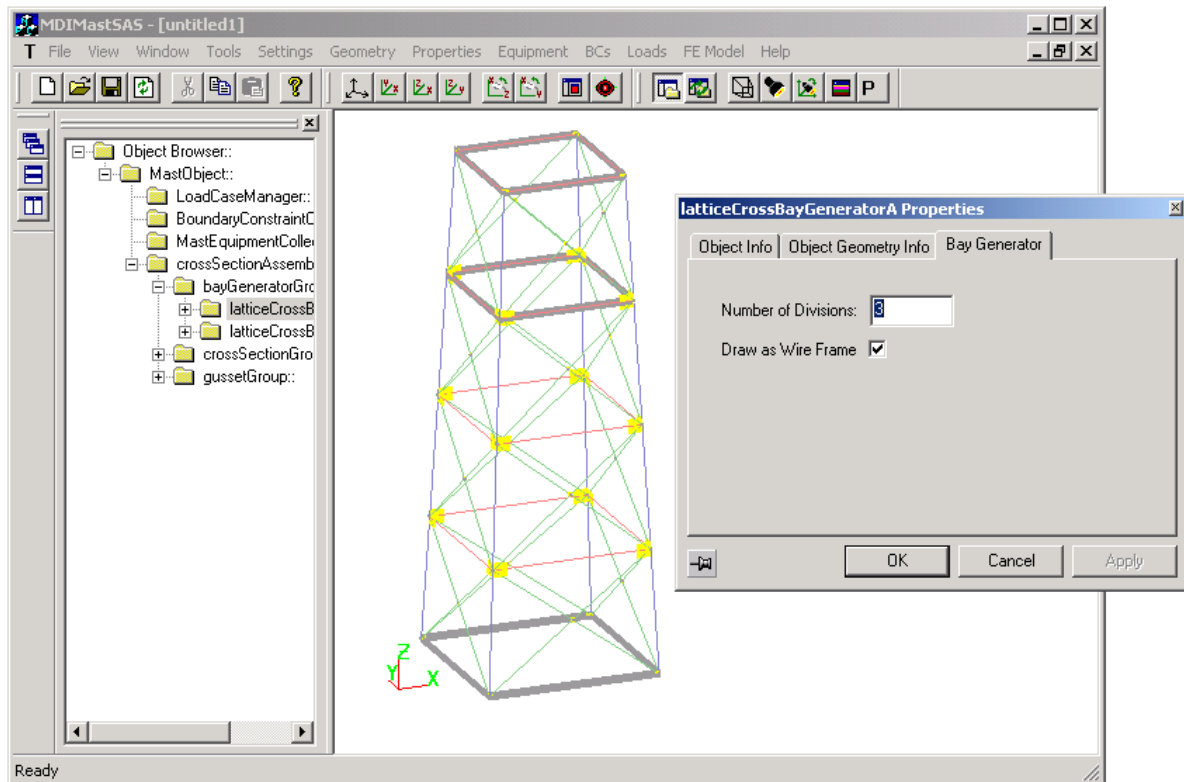 MDIMastSAS - [untitled1]
T File View Window Tools Settings Geometry Properties Equipment BCs Loads FE Model Help
P
Object Browser::
MastObject::
LoadCaseManager::
BoundaryConstraintC
MastEquipmentColle
crossSectionAssemb
bayGeneratorGro
latticeCrossB
latticeCrossB
crossSectionGro
gussetGroup::
latticeCrossBayGeneratorA Properties
Object Info Object Geometry Info Bay Generator
Number of Divisions: 3
Draw as Wire Frame
OK Cancel Apply
Z
Y X
Ready